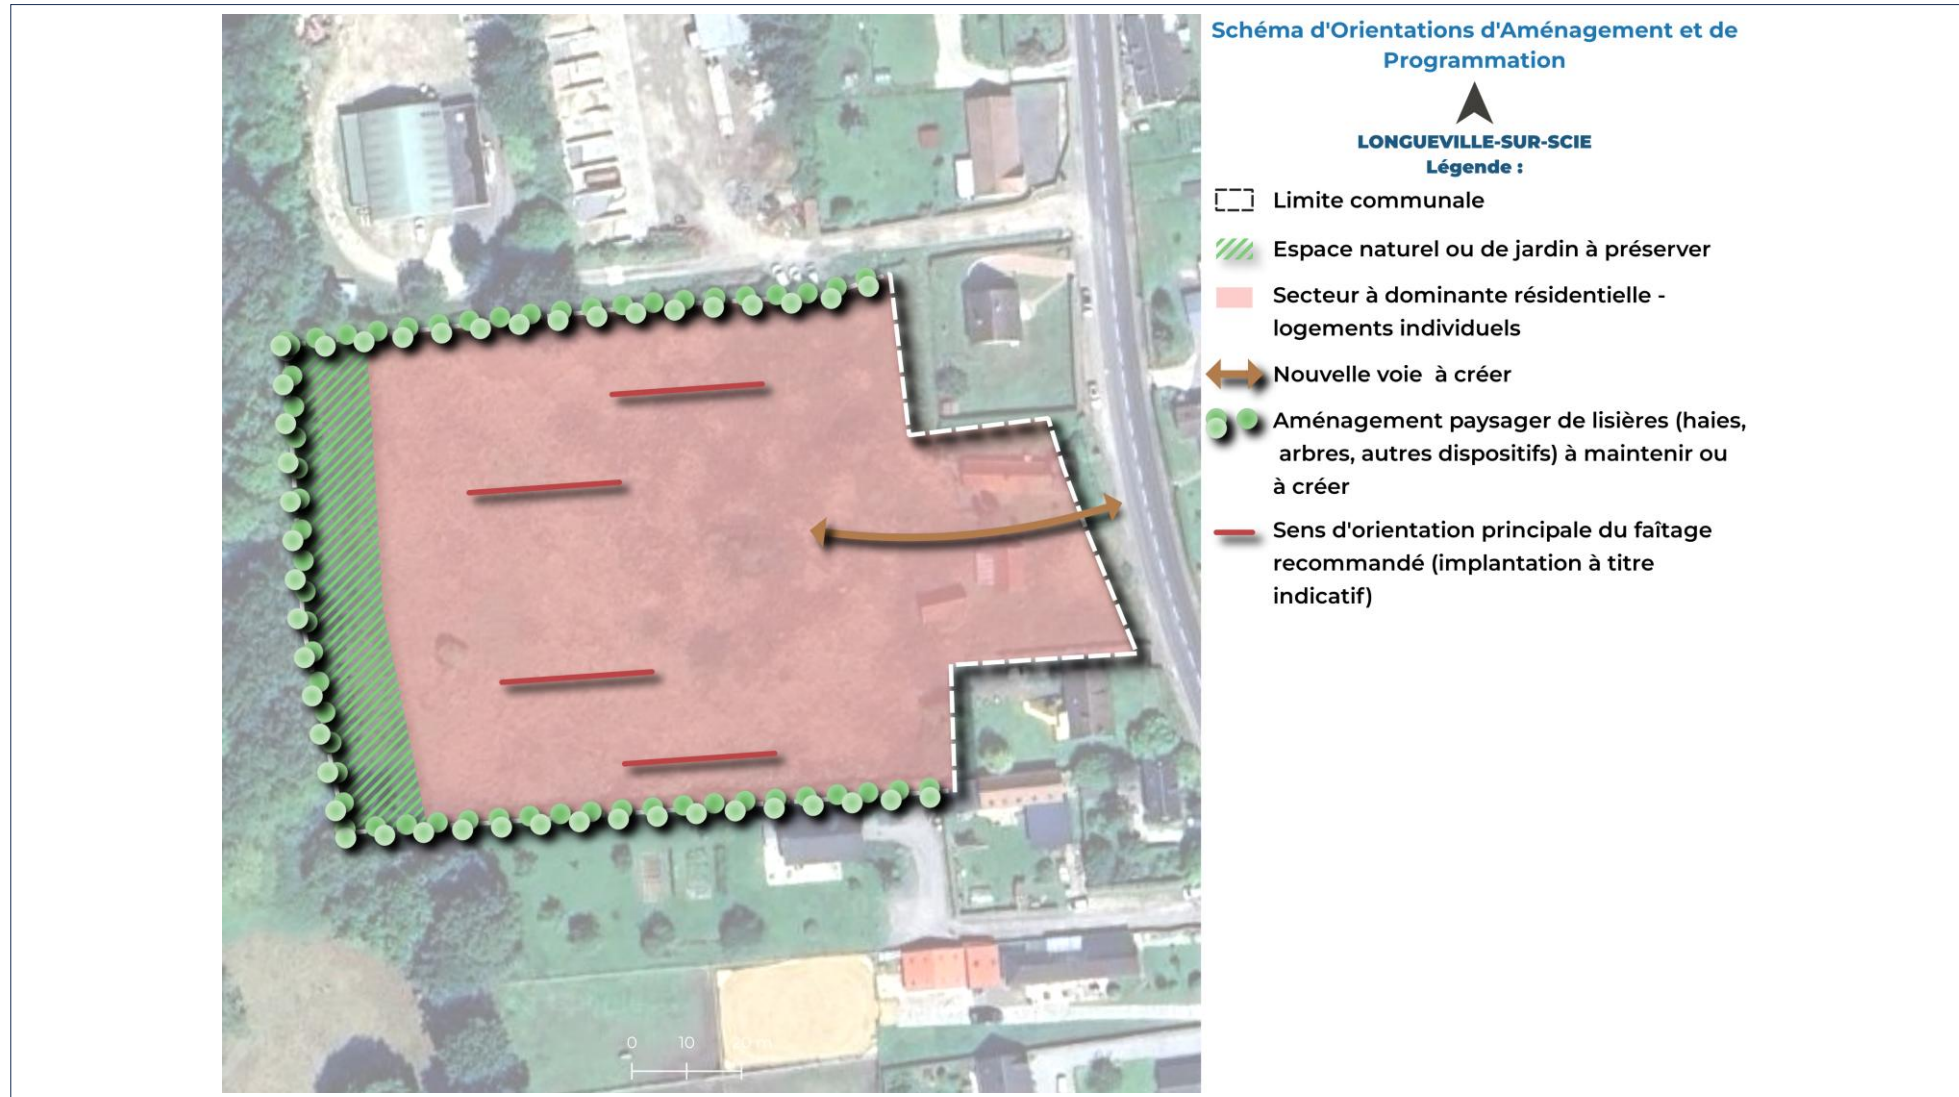 Schéma d'Orientations d'Aménagement et de
Programmation
LONGUEVILLE-SUR-SCIE
Légende :
Limite communale
Espace naturel ou de jardin à préserver
Secteur à dominante résidentielle -
logements individuels
Nouvelle voie à créer
Aménagement paysager de lisières (haies,
arbres, autres dispositifs) à maintenir ou
à créer
Sens d'orientation principale du faîtage
recommandé (implantation à titre
indicatif)
0 10